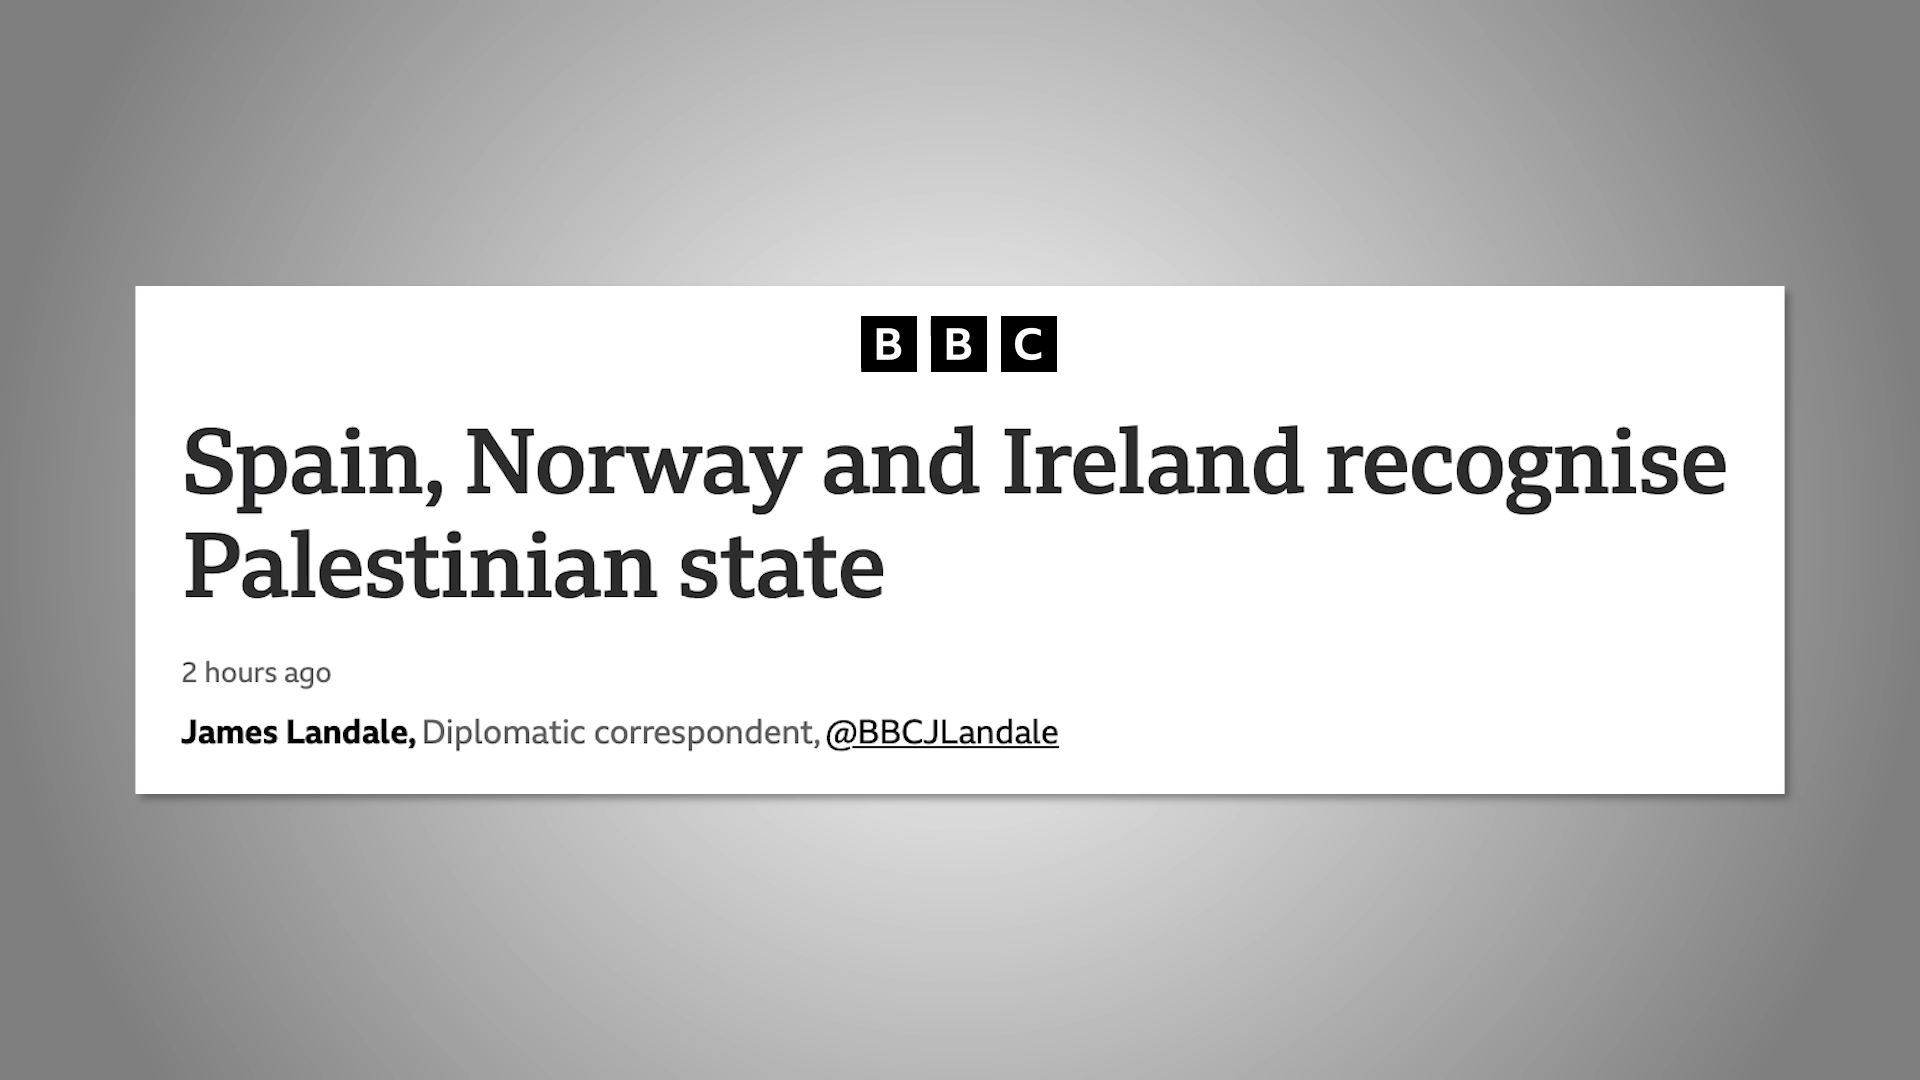 BBC
Spain, Norway and Ireland recognise
Palestinian state
2 hours ago
James Landale, Diplomatic correspondent, @BBCJLandale